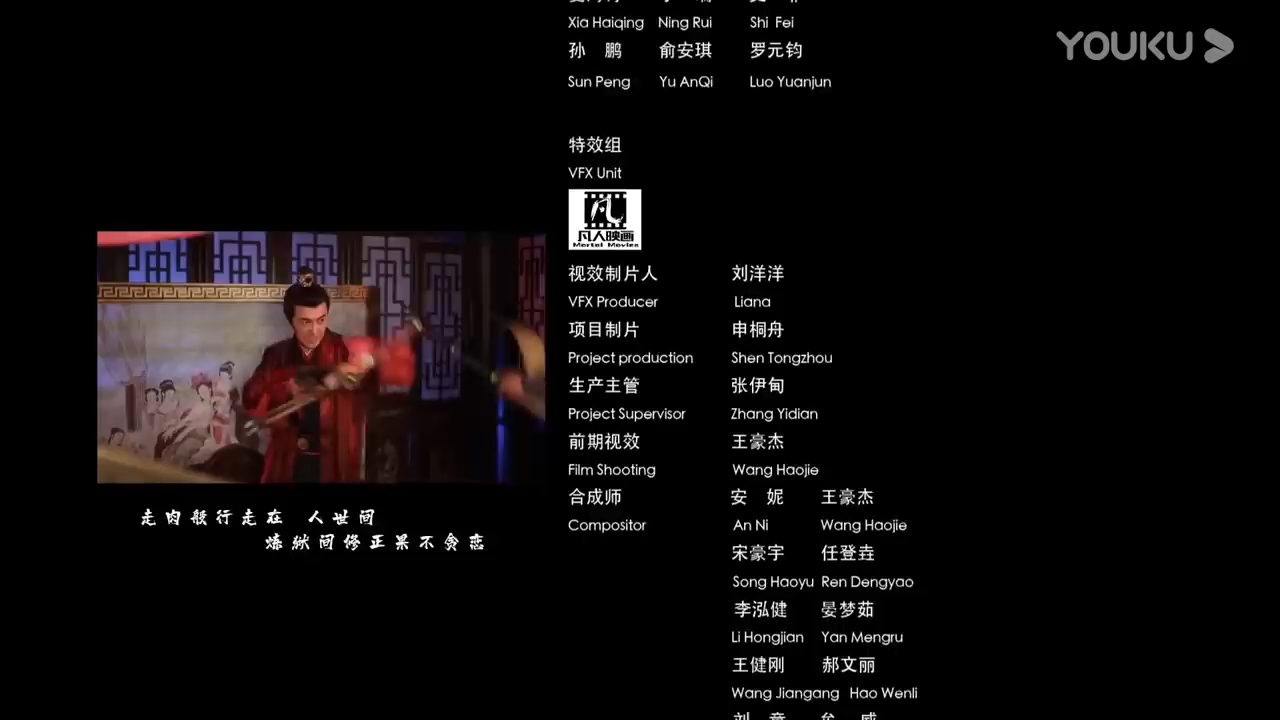 YOUKU
Xia Haiqing Ning Rui Shi Fei
孙 鹏 俞安琪 罗元钧
Sun Peng Yu AnQi Luo Yuanjun
特效组
VFX Unit
凡
凡人映画
Mortal Movies
视效制片人 刘洋洋
VFX Producer Liana
项目制片 申桐舟
Project production Shen Tongzhou
生产主管 张伊甸
Project Supervisor Zhang Yidian
前期视效 王豪杰
Film Shooting Wang Haojie
合成师 安 妮 王豪杰
Compositor An Ni Wang Haojie
宋豪宇 任登垚
Song Haoyu Ren Dengyao
李泓健 晏梦茹
Li Hongjian Yan Mengru
王健刚 郝文丽
Wang Jiangang Hao Wenli
走肉般行走在 人世间
炼狱间修正果不贪恋